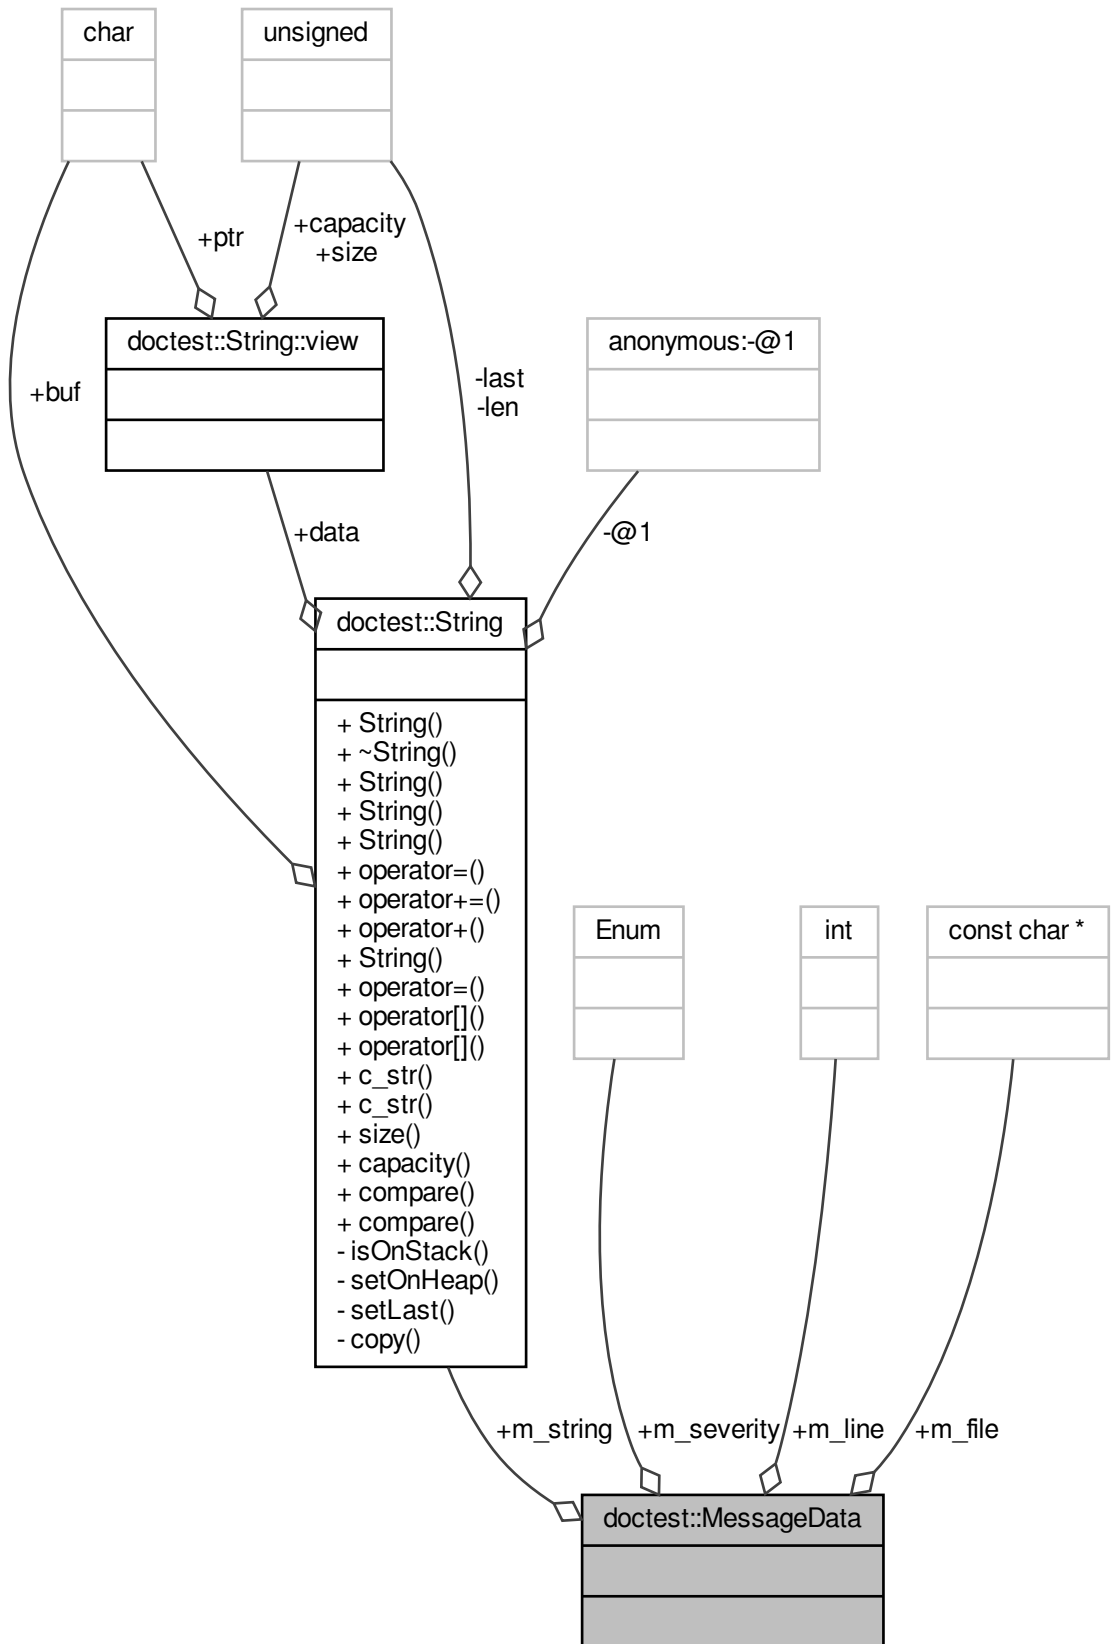 char
unsigned
+ptr
+capacity
+size
doctest::String::view
anonymous:-@1
+buf
-last
-len
+data
-@1
doctest::String
+ String()
+ ~String()
+ String()
+ String()
+ String()
+ operator=()
+ operator+=()
+ operator+()
+ String()
+ operator=()
+ operator[]()
+ operator[]()
+ c_str()
+ c_str()
+ size()
+ capacity()
+ compare()
+ compare()
- isOnStack()
- setOnHeap()
- setLast()
- copy()
Enum
int
const char *
+m_string
+m_severity
+m_line
+m_file
doctest::MessageData